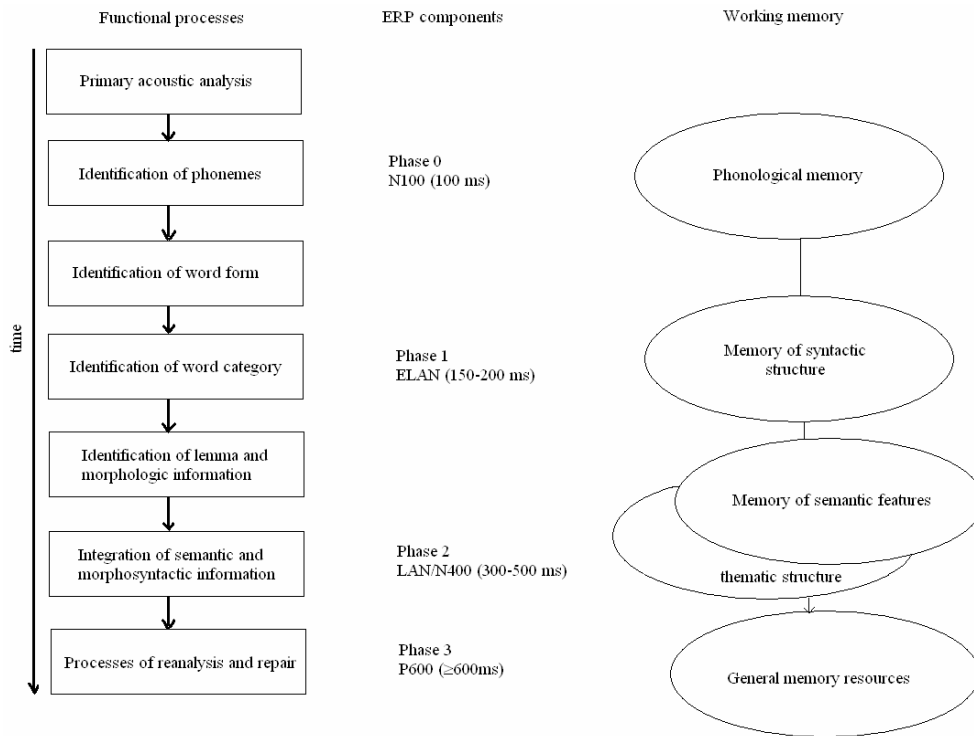 Functional processes
ERP components
Working memory
time
Primary acoustic analysis
Identification of phonemes
Phase 0
N100 (100 ms)
Phonological memory
Identification of word form
Identification of word category
Phase 1
ELAN (150-200 ms)
Memory of syntactic
structure
Identification of lemma and
morphologic information
Memory of semantic features
Integration of semantic and
morphosyntactic information
Phase 2
LAN/N400 (300-500 ms)
thematic structure
Processes of reanalysis and repair
Phase 3
P600 (≥600ms)
General memory resources